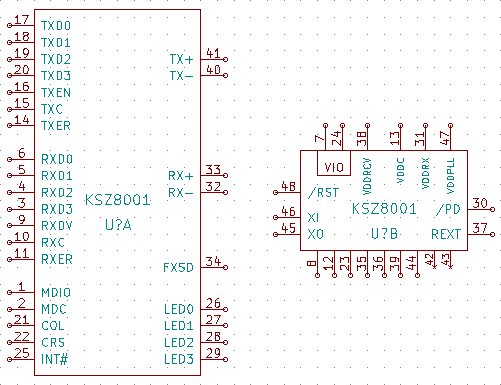 17 TXD0
18 TXD1
19 TXD2
20 TXD3
16 TXEN
15 TXC
14 TXER
6 RXD0
5 RXD1
4 RXD2
3 RXD3
9 RXDV
10 RXC
11 RXER
1 MDIO
2 MDC
21 COL
22 CRS
25 INT#
KSZ8001
U?A
TX+ 41
TX- 40
RX+ 33
RX- 32
FXSD 34
LED0 26
LED1 27
LED2 28
LED3 29
7 24 38 13 31 47
VIO VDDRCV VDDC VDDRX VDDPLL
48 /RST
46 XI
45 XO
KSZ8001
U?B
/PD 30
REXT 37
8 12 23 35 36 39 44 42 43